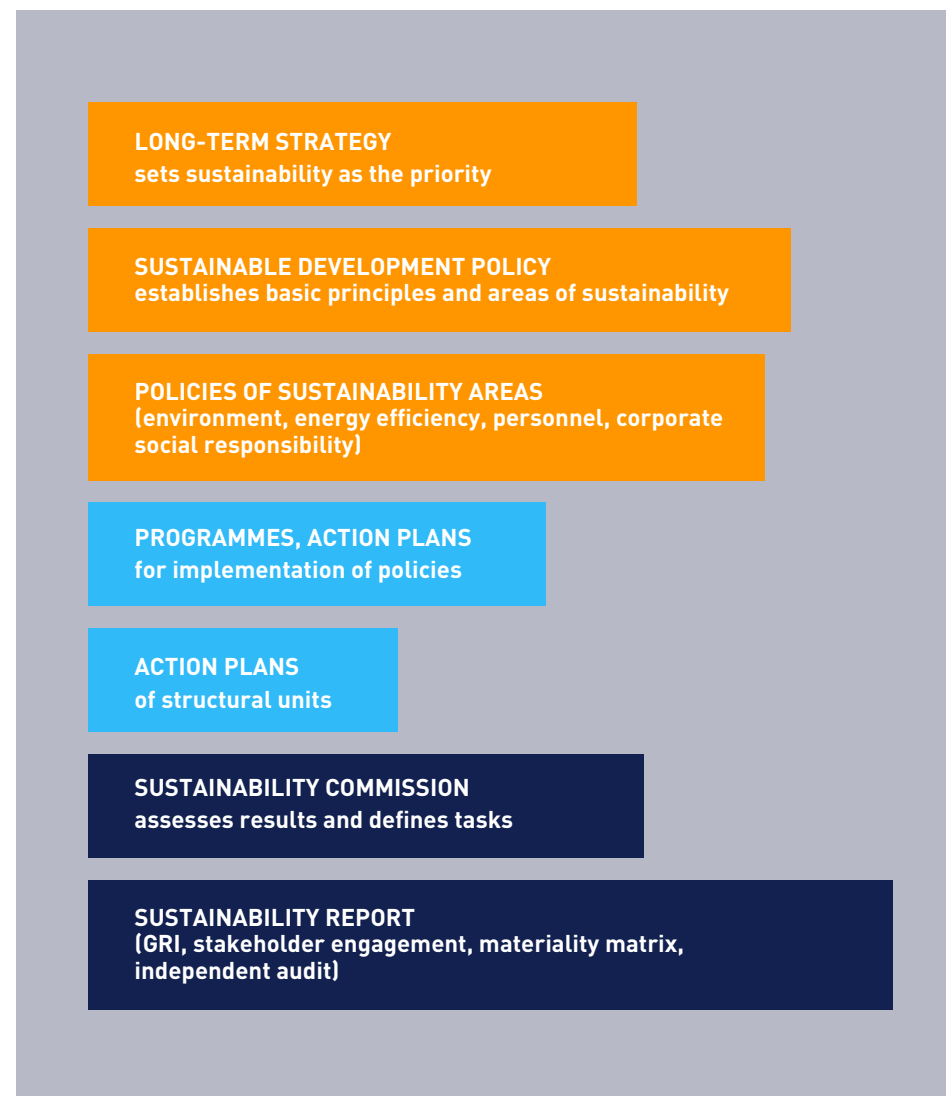 LONG-TERM STRATEGY
sets sustainability as the priority
SUSTAINABLE DEVELOPMENT POLICY
establishes basic principles and areas of sustainability
POLICIES OF SUSTAINABILITY AREAS
(environment, energy efficiency, personnel, corporate
social responsibility)
PROGRAMMES, ACTION PLANS
for implementation of policies
ACTION PLANS
of structural units
SUSTAINABILITY COMMISSION
assesses results and defines tasks
SUSTAINABILITY REPORT
(GRI, stakeholder engagement, materiality matrix,
independent audit)